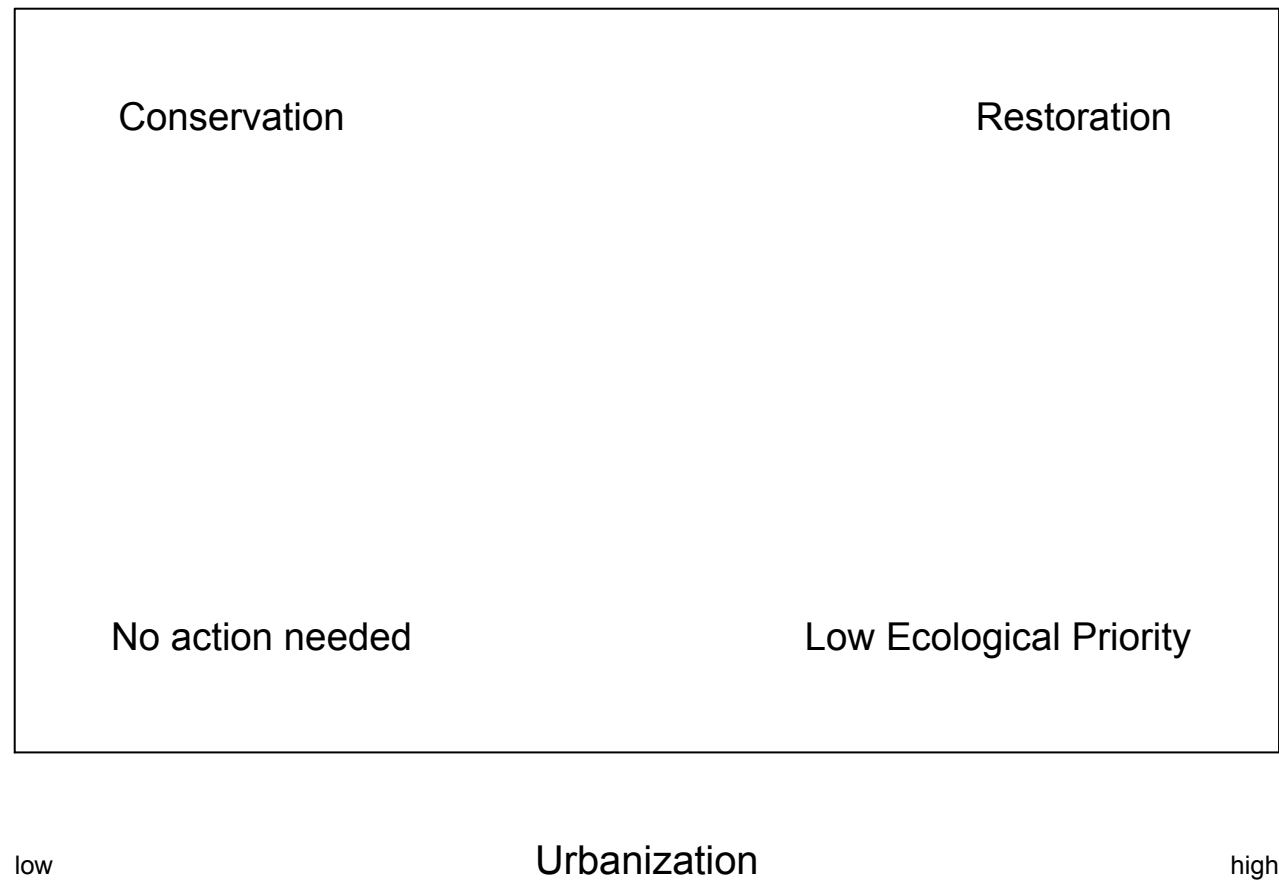 Conservation Restoration
No action needed Low Ecological Priority
low Urbanization high